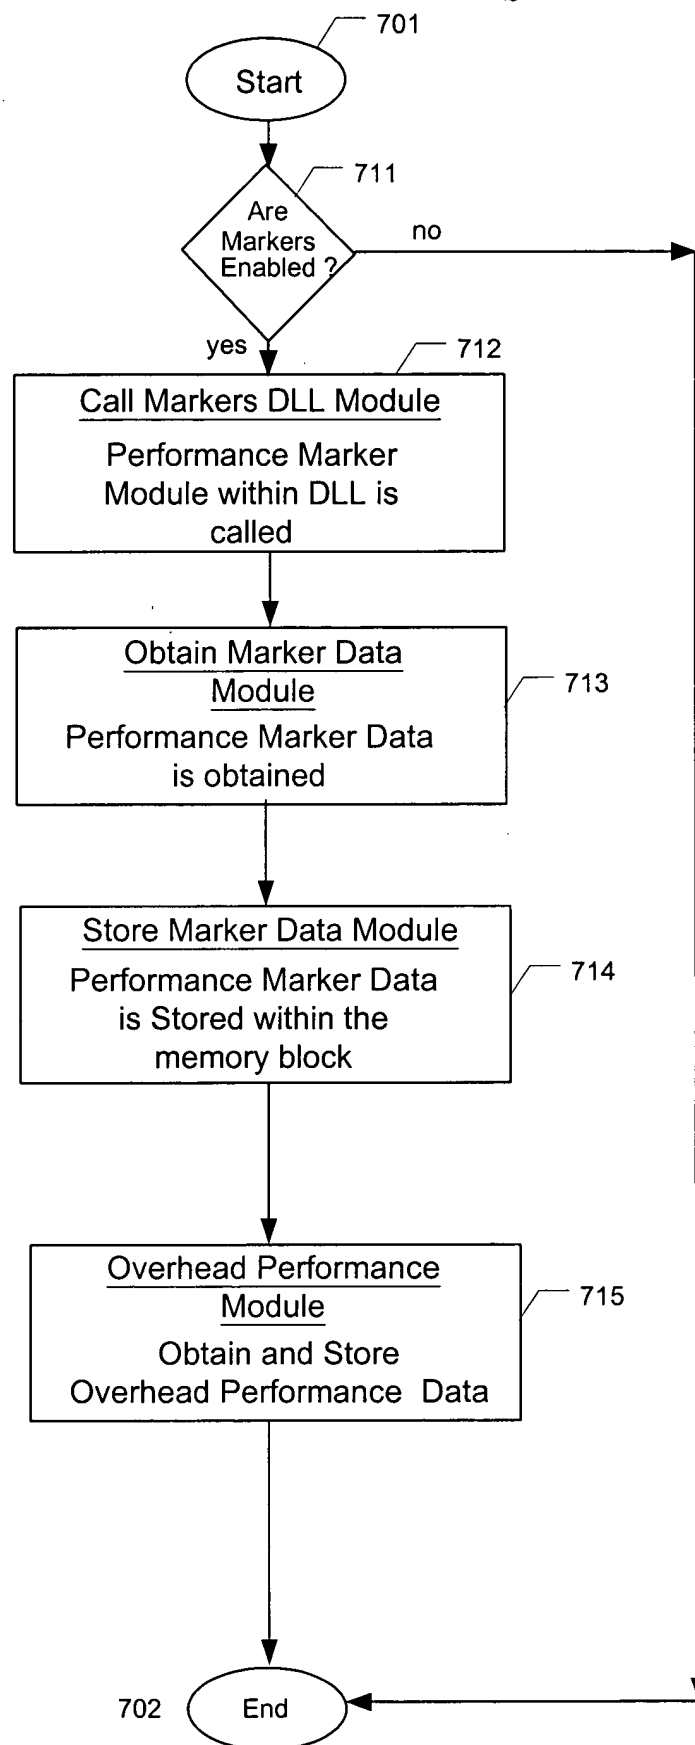 701
Start
711
Are
Markers
Enabled ?
no
yes
712
Call Markers DLL Module
Performance Marker
Module within DLL is
called
Obtain Marker Data
Module
713
Performance Marker Data
is obtained
Store Marker Data Module
714
Performance Marker Data
is Stored within the
memory block
Overhead Performance
Module
715
Obtain and Store
Overhead Performance Data
702
End